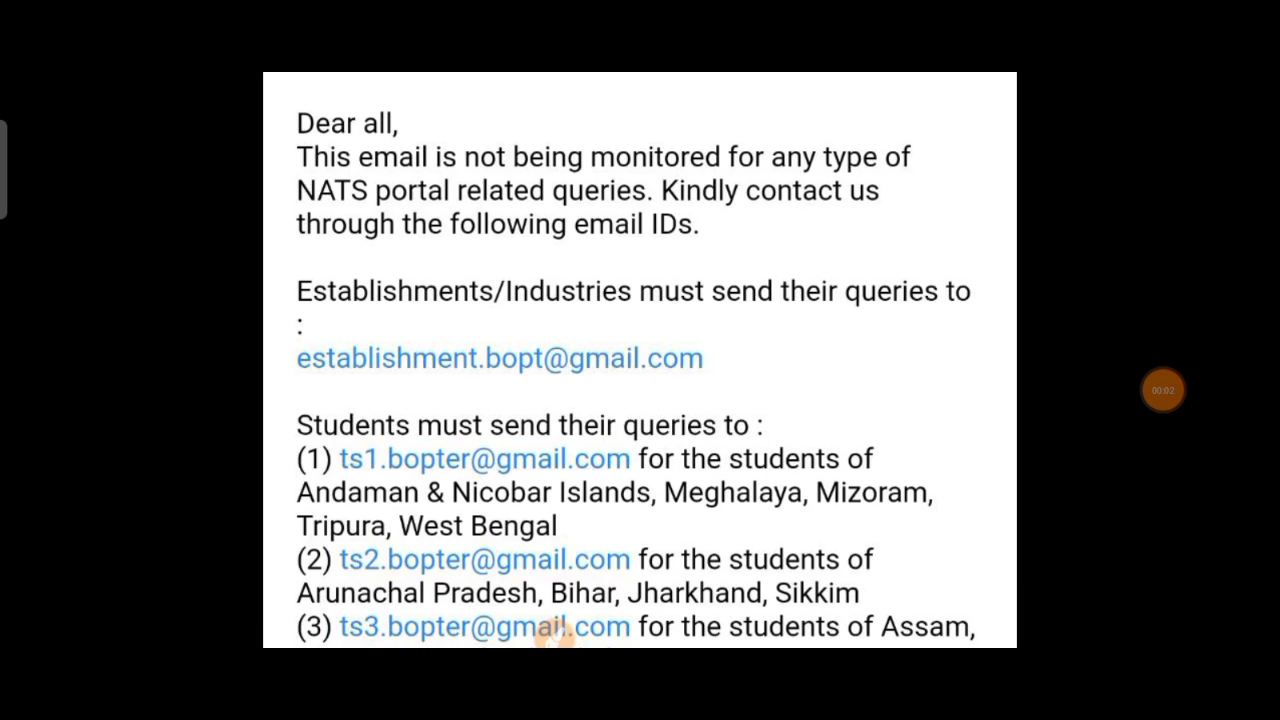 Dear all,
This email is not being monitored for any type of
NATS portal related queries. Kindly contact us
through the following email IDs.
Establishments/Industries must send their queries to
:
establishment.bopt@gmail.com
Students must send their queries to :
(1) ts1.bopter@gmail.com for the students of
Andaman & Nicobar Islands, Meghalaya, Mizoram,
Tripura, West Bengal
(2) ts2.bopter@gmail.com for the students of
Arunachal Pradesh, Bihar, Jharkhand, Sikkim
(3) ts3.bopter@gmail.com for the students of Assam,
00:02